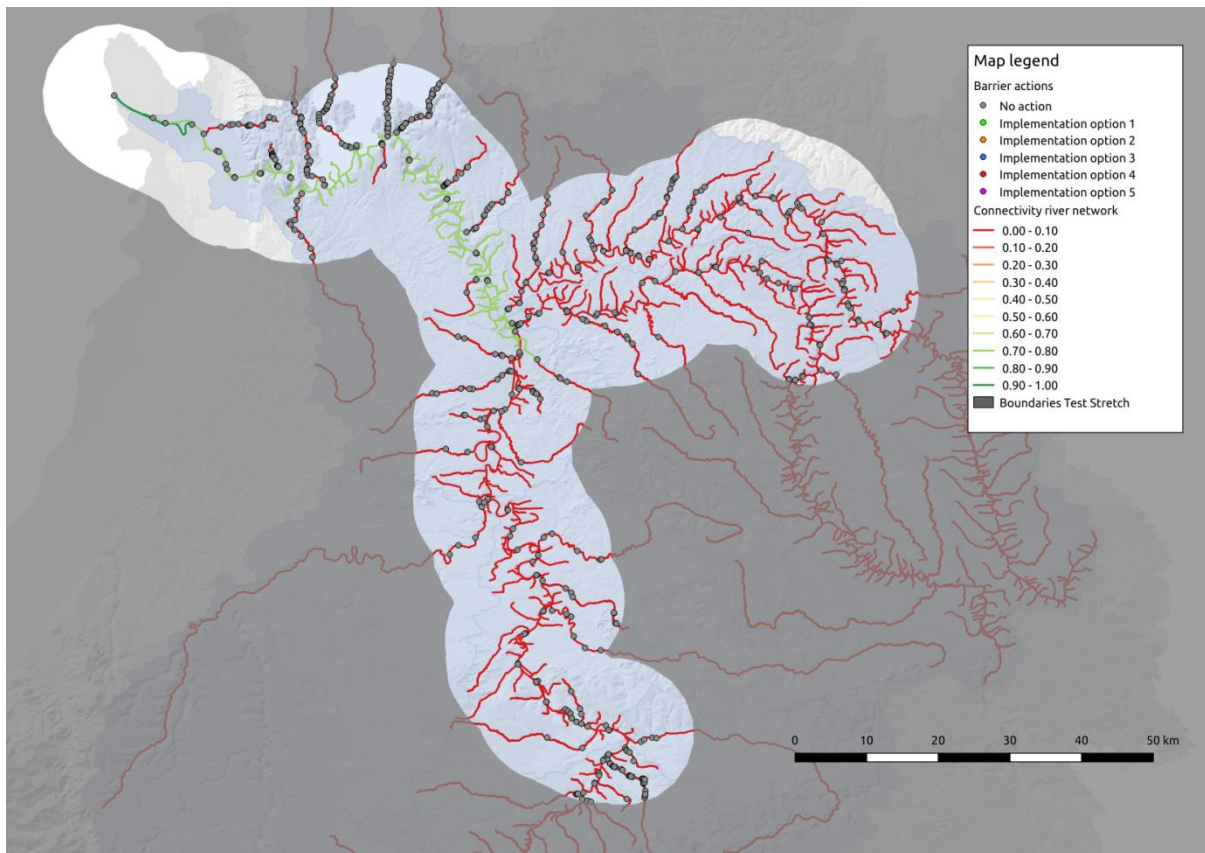 Map legend
Barrier actions
No action
Implementation option 1
Implementation option 2
Implementation option 3
Implementation option 4
Implementation option 5
Connectivity river network
0.00 - 0.10
0.10 - 0.20
0.20 - 0.30
0.30 - 0.40
0.40 - 0.50
0.50 - 0.60
0.60 - 0.70
0.70 - 0.80
0.80 - 0.90
0.90 - 1.00
Boundaries Test Stretch
0 10 20 30 40 50 km